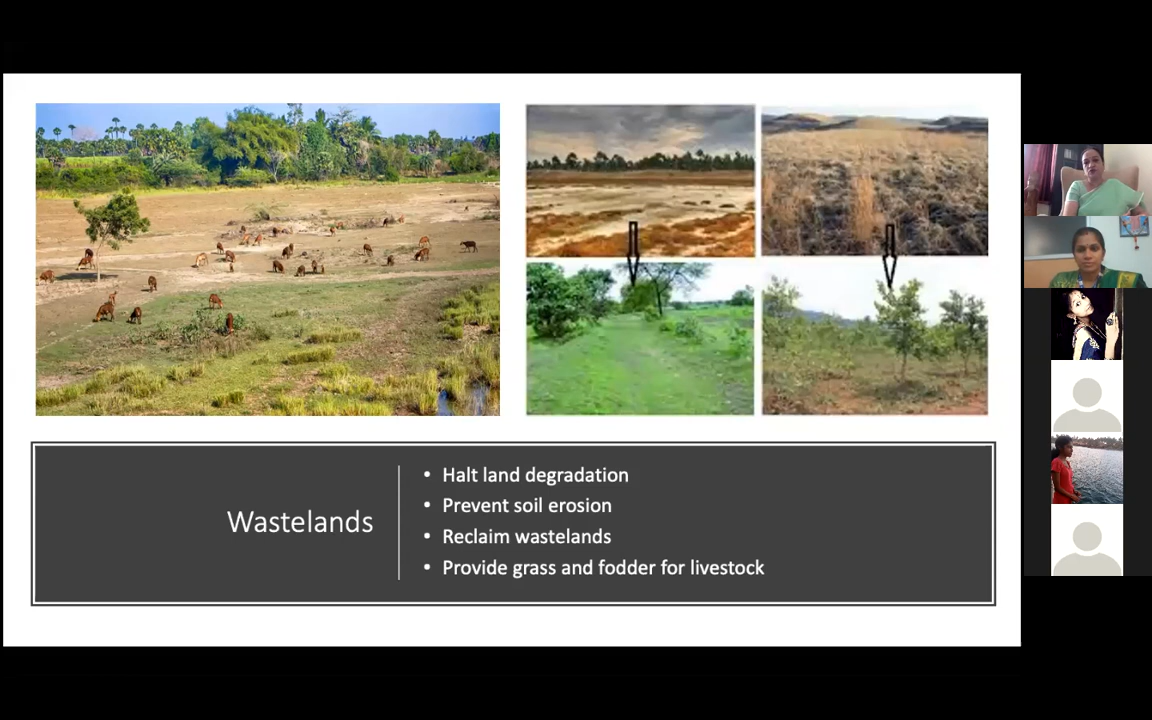 Wastelands
• Halt land degradation
• Prevent soil erosion
• Reclaim wastelands
• Provide grass and fodder for livestock